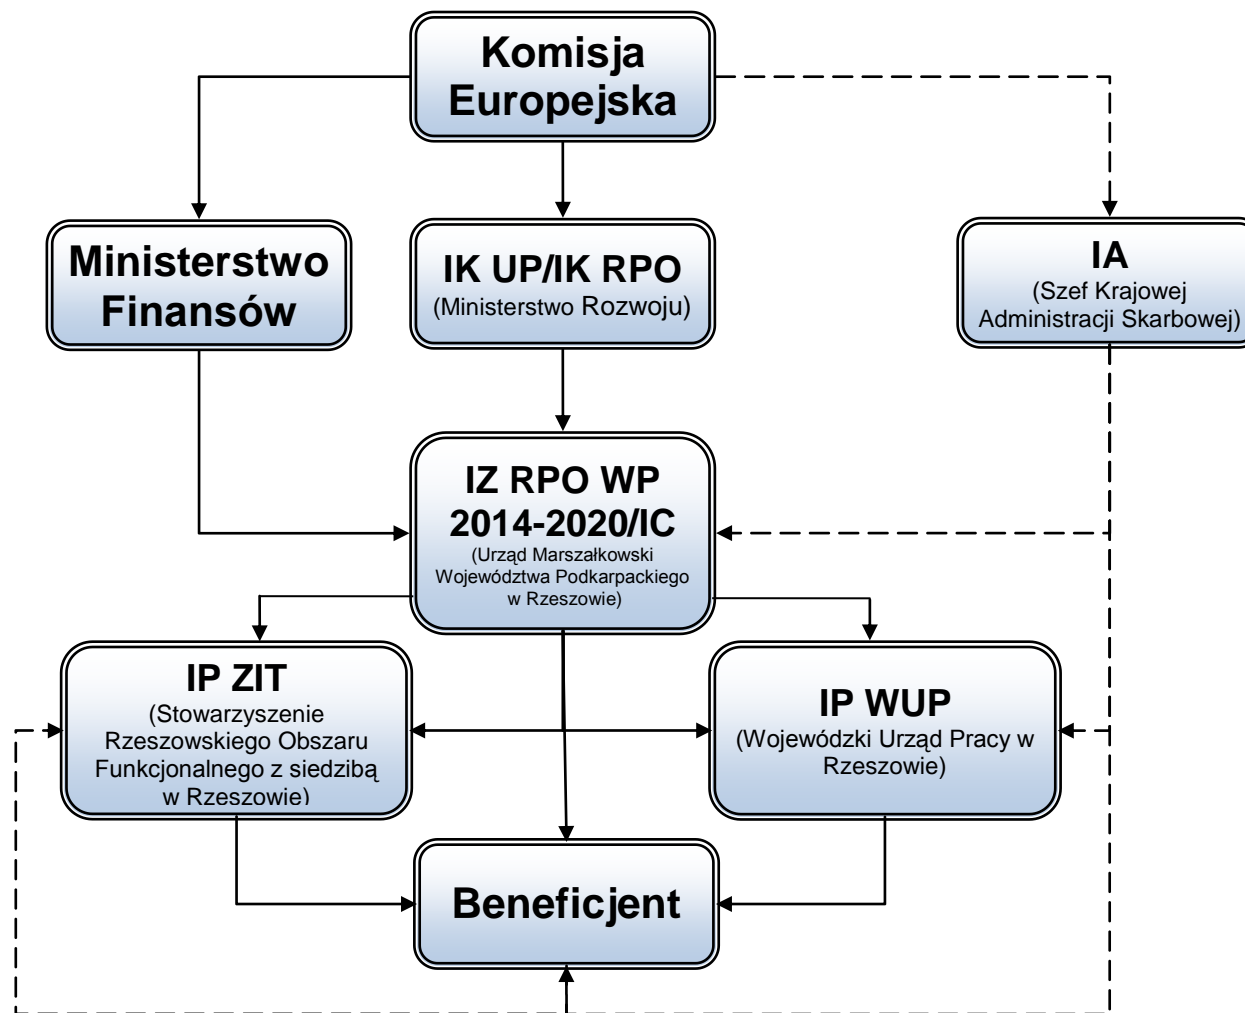 Komisja
Europejska
Ministerstwo
Finansów
IK UP/IK RPO
(Ministerstwo Rozwoju)
IA
(Szef Krajowej
Administracji Skarbowej)
IZ RPO WP
2014-2020/IC
(Urząd Marszałkowski
Województwa Podkarpackiego
w Rzeszowie)
IP ZIT
(Stowarzyszenie
Rzeszowskiego Obszaru
Funkcjonalnego z siedzibą
w Rzeszowie)
IP WUP
(Wojewódzki Urząd Pracy w
Rzeszowie)
Beneficjent